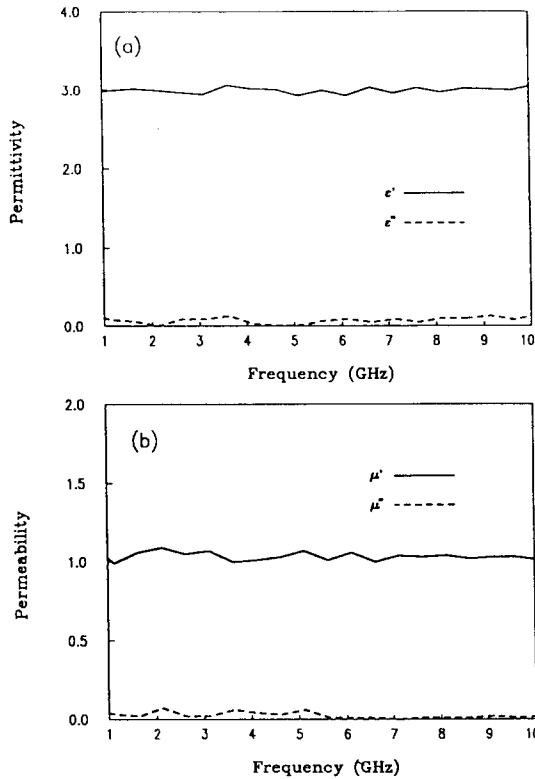 4.0
(a)
3.0
Permittivity
2.0
ε'
ε"
1.0
0.0
1 2 3 4 5 6 7 8 9 10
Frequency (GHz)
2.0
(b)
μ'
1.5
μ"
Permeability
1.0
0.5
0.0
1 2 3 4 5 6 7 8 9 10
Frequency (GHz)